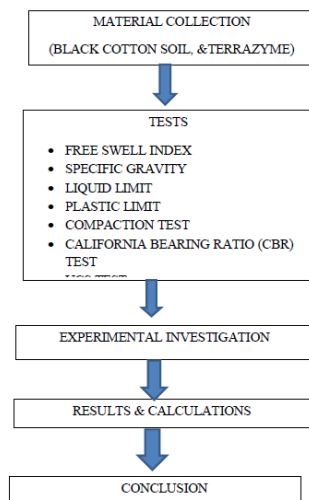 MATERIAL COLLECTION
(BLACK COTTON SOIL, &TERRAZYME)
TESTS
• FREE SWELL INDEX
• SPECIFIC GRAVITY
• LIQUID LIMIT
• PLASTIC LIMIT
• COMPACTION TEST
• CALIFORNIA BEARING RATIO (CBR)
TEST
EXPERIMENTAL INVESTIGATION
RESULTS & CALCULATIONS
CONCLUSION